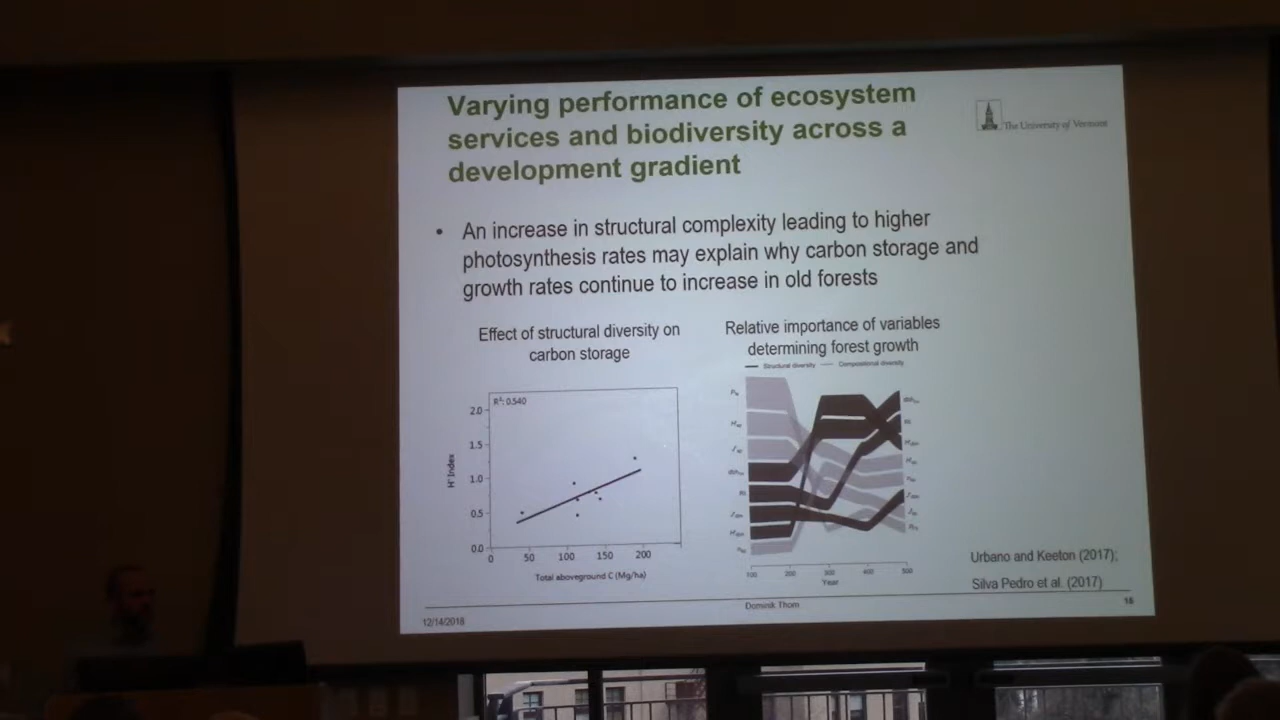 Varying performance of ecosystem
services and biodiversity across a
development gradient
The University of Vermont
• An increase in structural complexity leading to higher
photosynthesis rates may explain why carbon storage and
growth rates continue to increase in old forests
Effect of structural diversity on
carbon storage
R²: 0.540
2.0
1.5
1.0
0.5
0.0
H' Index
0 50 100 150 200
Total aboveground C (Mg/ha)
Relative importance of variables
determining forest growth
Structural diversity Compositional diversity
100 200 300 400 500
Year
Urbano and Keeton (2017);
Silva Pedro et al. (2017)
12/14/2018
Dominik Thom
16